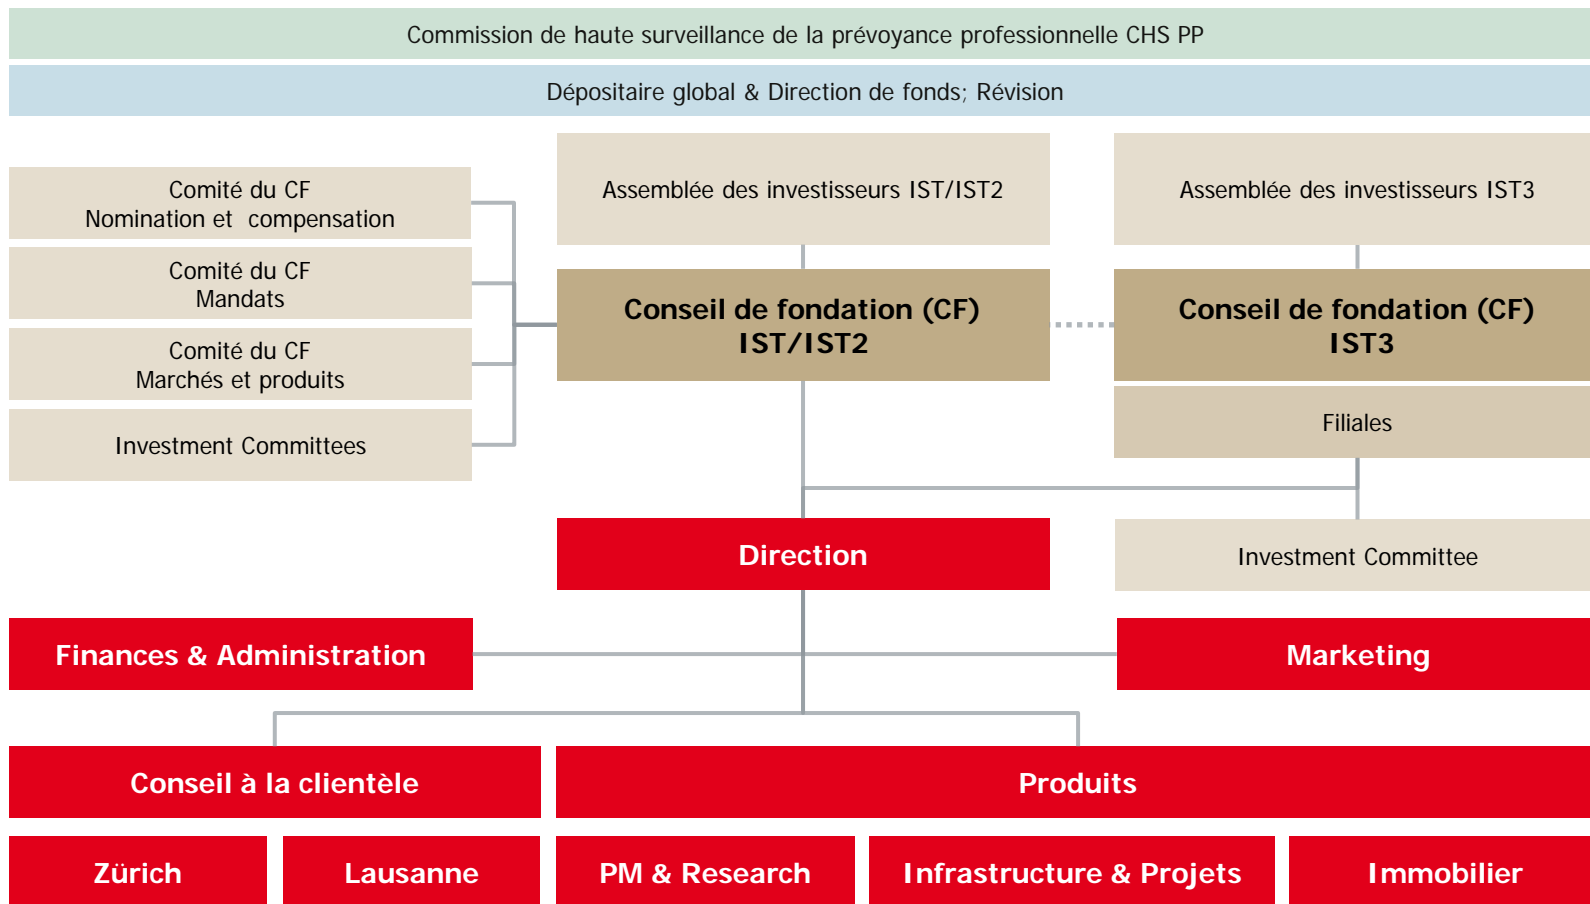 Commission de haute surveillance de la prévoyance professionnelle CHS PP
Dépositaire global & Direction de fonds; Révision
Comité du CF
Nomination et compensation
Comité du CF
Mandats
Comité du CF
Marchés et produits
Investment Committees
Assemblée des investisseurs IST/IST2
Conseil de fondation (CF)
IST/IST2
Assemblée des investisseurs IST3
Conseil de fondation (CF)
IST3
Filiales
Direction
Investment Committee
Finances & Administration
Marketing
Conseil à la clientèle
Produits
Zürich
Lausanne
PM & Research
Infrastructure & Projets
Immobilier